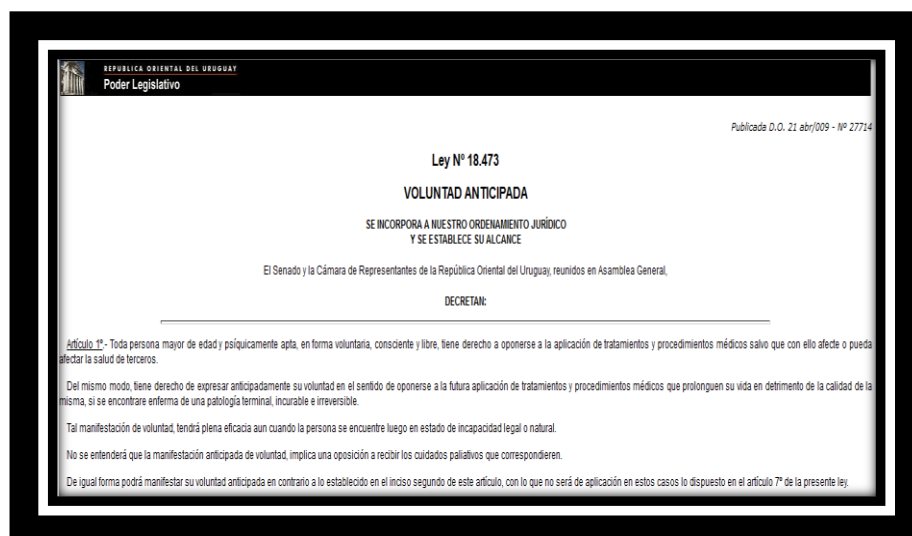 REPUBLICA ORIENTAL DEL URUGUAY
Poder Legislativo
Publicada D.O. 21 abr/009 - Nº 27714
Ley Nº 18.473
VOLUNTAD ANTICIPADA
SE INCORPORA A NUESTRO ORDENAMIENTO JURÍDICO
Y SE ESTABLECE SU ALCANCE
El Senado y la Cámara de Representantes de la República Oriental del Uruguay, reunidos en Asamblea General,
DECRETAN:
Artículo 1º.- Toda persona mayor de edad y psíquicamente apta, en forma voluntaria, consciente y libre, tiene derecho a oponerse a la aplicación de tratamientos y procedimientos médicos salvo que con ello afecte o pueda
afectar la salud de terceros.
Del mismo modo, tiene derecho de expresar anticipadamente su voluntad en el sentido de oponerse a la futura aplicación de tratamientos y procedimientos médicos que prolonguen su vida en detrimento de la calidad de la
misma, si se encontrare enferma de una patología terminal, incurable e irreversible.
Tal manifestación de voluntad, tendrá plena eficacia aun cuando la persona se encuentre luego en estado de incapacidad legal o natural.
No se entenderá que la manifestación anticipada de voluntad, implica una oposición a recibir los cuidados paliativos que correspondieren.
De igual forma podrá manifestar su voluntad anticipada en contrario a lo establecido en el inciso segundo de este artículo, con lo que no será de aplicación en estos casos lo dispuesto en el artículo 7º de la presente ley.